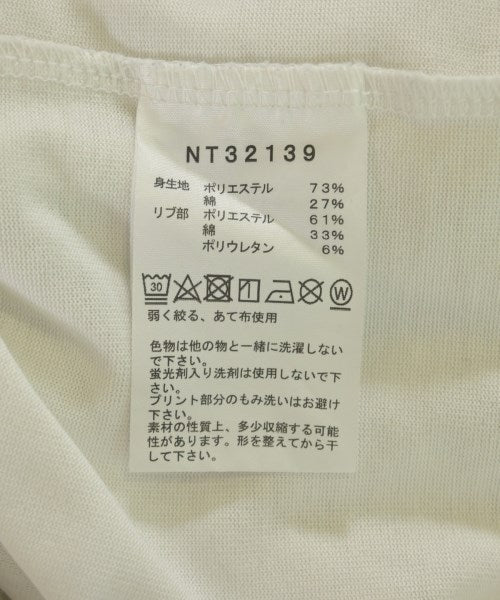 NT32139
身生地 ポリエステル 73%
綿 27%
リブ部 ポリエステル 61%
綿 33%
ポリウレタン 6%
30 W
弱く絞る、あて布使用
色物は他の物と一緒に洗濯しない
で下さい。
蛍光剤入り洗剤は使用しないで下
さい。
プリント部分のもみ洗いはお避け
下さい。
素材の性質上、多少収縮する可能
性があります。形を整えてから干
して下さい。